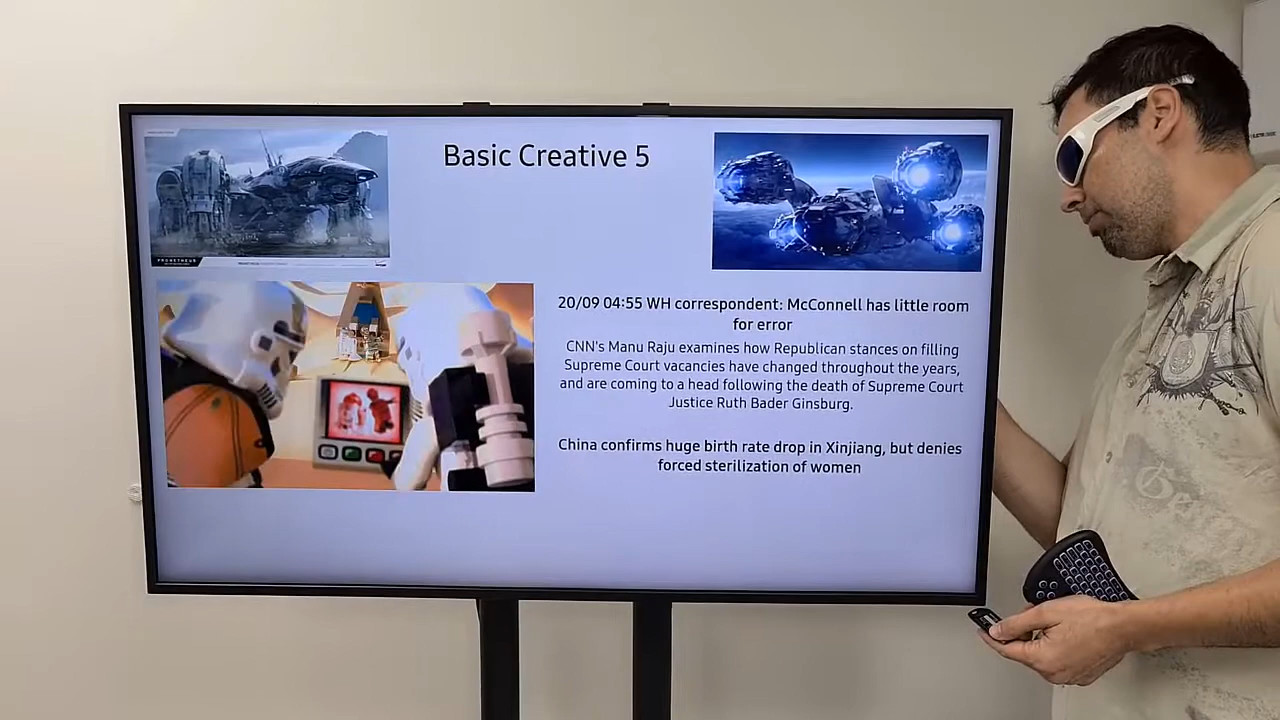 Basic Creative 5
PROMETHEUS
20/09 04:55 WH correspondent: McConnell has little room
for error
CNN's Manu Raju examines how Republican stances on filling
Supreme Court vacancies have changed throughout the years,
and are coming to a head following the death of Supreme Court
Justice Ruth Bader Ginsburg.
China confirms huge birth rate drop in Xinjiang, but denies
forced sterilization of women